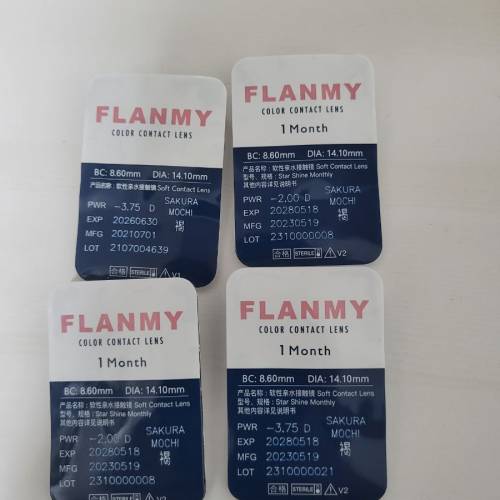 FLANMY
COLOR CONTACT LENS
BC: 8.60mm DIA: 14.10mm
产品名称：软性亲水接触镜 Soft Contact Lens
PWR -3.75 D SAKURA
MOCHI
EXP 20260630
MFG 20210701 褐
LOT 2107004639
合格 STERILE V1
FLANMY
COLOR CONTACT LENS
1 Month
BC: 8.60mm DIA: 14.10mm
产品名称：软性亲水接触镜 Soft Contact Lens
型号、规格：Star Shine Monthly
其他内容详见说明书
PWR -2.00 D SAKURA
MOCHI
EXP 20280518
MFG 20230519 褐
LOT 2310000008
合格 STERILE V2
FLANMY
COLOR CONTACT LENS
1 Month
BC: 8.60mm DIA: 14.10mm
产品名称：软性亲水接触镜 Soft Contact Lens
型号、规格：Star Shine Monthly
其他内容详见说明书
PWR -2.00 D SAKURA
MOCHI
EXP 20280518
MFG 20230519 褐
LOT 2310000008
合格 STERILE V2
FLANMY
COLOR CONTACT LENS
1 Month
BC: 8.60mm DIA: 14.10mm
产品名称：软性亲水接触镜 Soft Contact Lens
型号、规格：Star Shine Monthly
其他内容详见说明书
PWR -3.75 D SAKURA
MOCHI
EXP 20280518
MFG 20230519 褐
LOT 2310000021
合格 STERILE V2